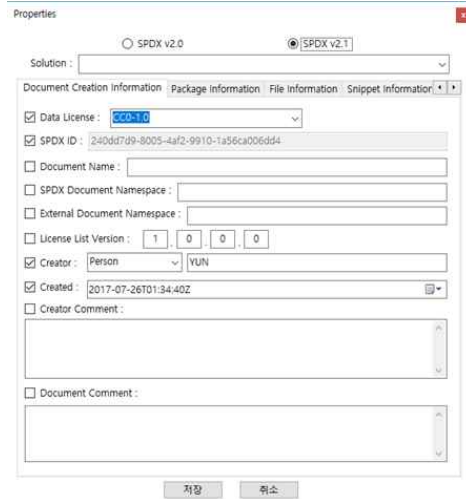 Properties
x
SPDX v2.0 SPDX v2.1
Solution :
Document Creation Information Package Information File Information Snippet Information
Data License : CC0-1.0
SPDX ID : 240dd7d9-8005-4af2-9910-1a56ca006dd4
Document Name :
SPDX Document Namespace :
External Document Namespace :
License List Version : 1 . 0 . 0 . 0
Creator : Person YUN
Created : 2017-07-26T01:34:40Z
Creator Comment :
Document Comment :
저장 취소